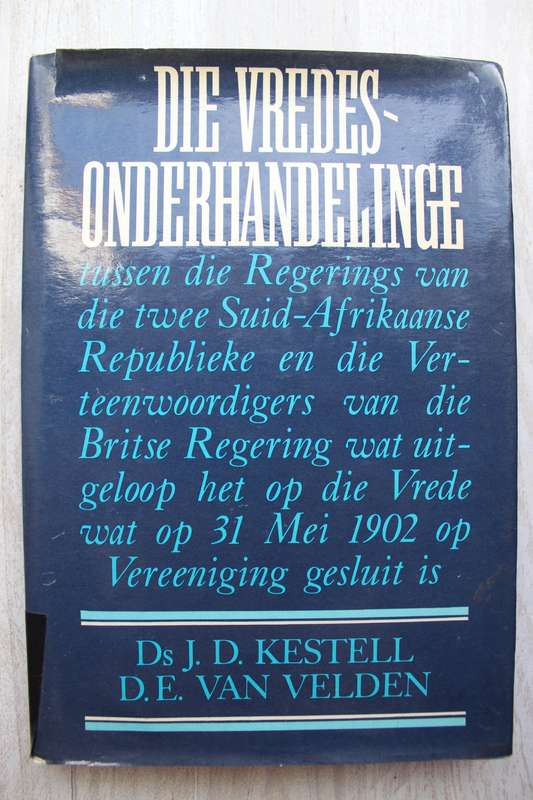 DIE VREDES-
ONDERHANDELINGE
tussen die Regerings van
die twee Suid-Afrikaanse
Republieke en die Ver-
teenwoordigers van die
Britse Regering wat uit-
geloop het op die Vrede
wat op 31 Mei 1902 op
Vereeniging gesluit is
Ds J. D. KESTELL
D. E. VAN VELDEN